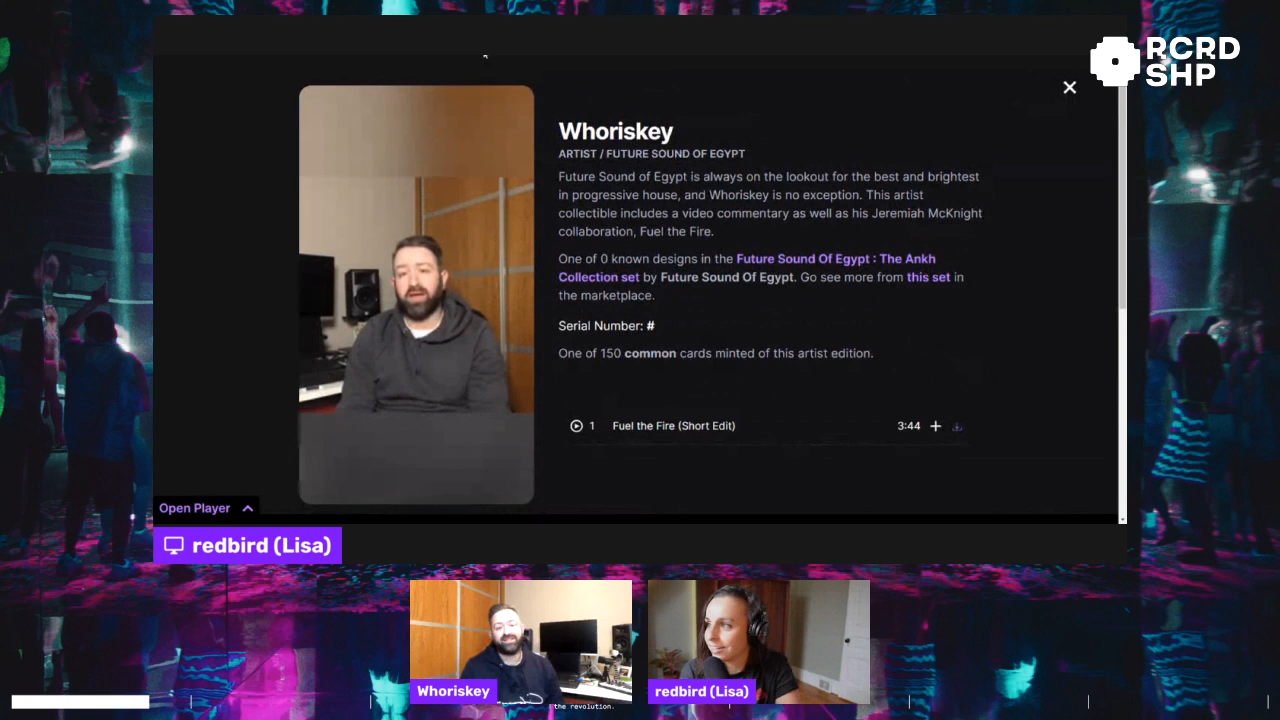 RCRD
SHP
Whoriskey
ARTIST / FUTURE SOUND OF EGYPT
Future Sound of Egypt is always on the lookout for the best and brightest
in progressive house, and Whoriskey is no exception. This artist
collectible includes a video commentary as well as his Jeremiah McKnight
collaboration, Fuel the Fire.
One of 0 known designs in the Future Sound Of Egypt : The Ankh
Collection set by Future Sound Of Egypt. Go see more from this set in
the marketplace.
Serial Number: #
One of 150 common cards minted of this artist edition.
1 Fuel the Fire (Short Edit) 3:44 +
Open Player
redbird (Lisa)
Whoriskey
redbird (Lisa)
the revolution.